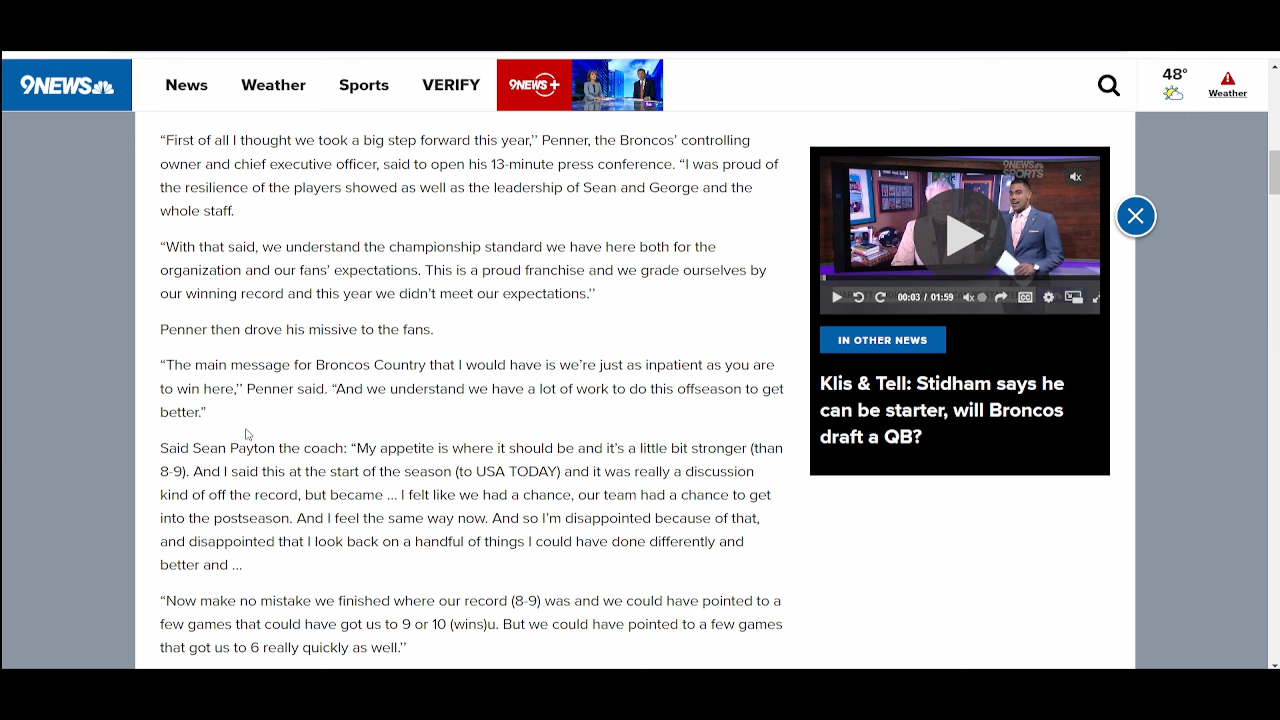 9NEWS
News
Weather
Sports
VERIFY
9NEWS+
48°
Weather
“First of all I thought we took a big step forward this year,’’ Penner, the Broncos’ controlling
owner and chief executive officer, said to open his 13-minute press conference. “I was proud of
the resilience of the players showed as well as the leadership of Sean and George and the
whole staff.
“With that said, we understand the championship standard we have here both for the
organization and our fans’ expectations. This is a proud franchise and we grade ourselves by
our winning record and this year we didn’t meet our expectations.’’
Penner then drove his missive to the fans.
“The main message for Broncos Country that I would have is we’re just as inpatient as you are
to win here,’’ Penner said. “And we understand we have a lot of work to do this offseason to get
better.”
Said Sean Payton the coach: “My appetite is where it should be and it’s a little bit stronger (than
8-9). And I said this at the start of the season (to USA TODAY) and it was really a discussion
kind of off the record, but became ... I felt like we had a chance, our team had a chance to get
into the postseason. And I feel the same way now. And so I’m disappointed because of that,
and disappointed that I look back on a handful of things I could have done differently and
better and ...
“Now make no mistake we finished where our record (8-9) was and we could have pointed to a
few games that could have got us to 9 or 10 (wins)u. But we could have pointed to a few games
that got us to 6 really quickly as well.’’
9NEWS
SPORTS
00:03 / 01:59
CC
IN OTHER NEWS
Klis & Tell: Stidham says he
can be starter, will Broncos
draft a QB?